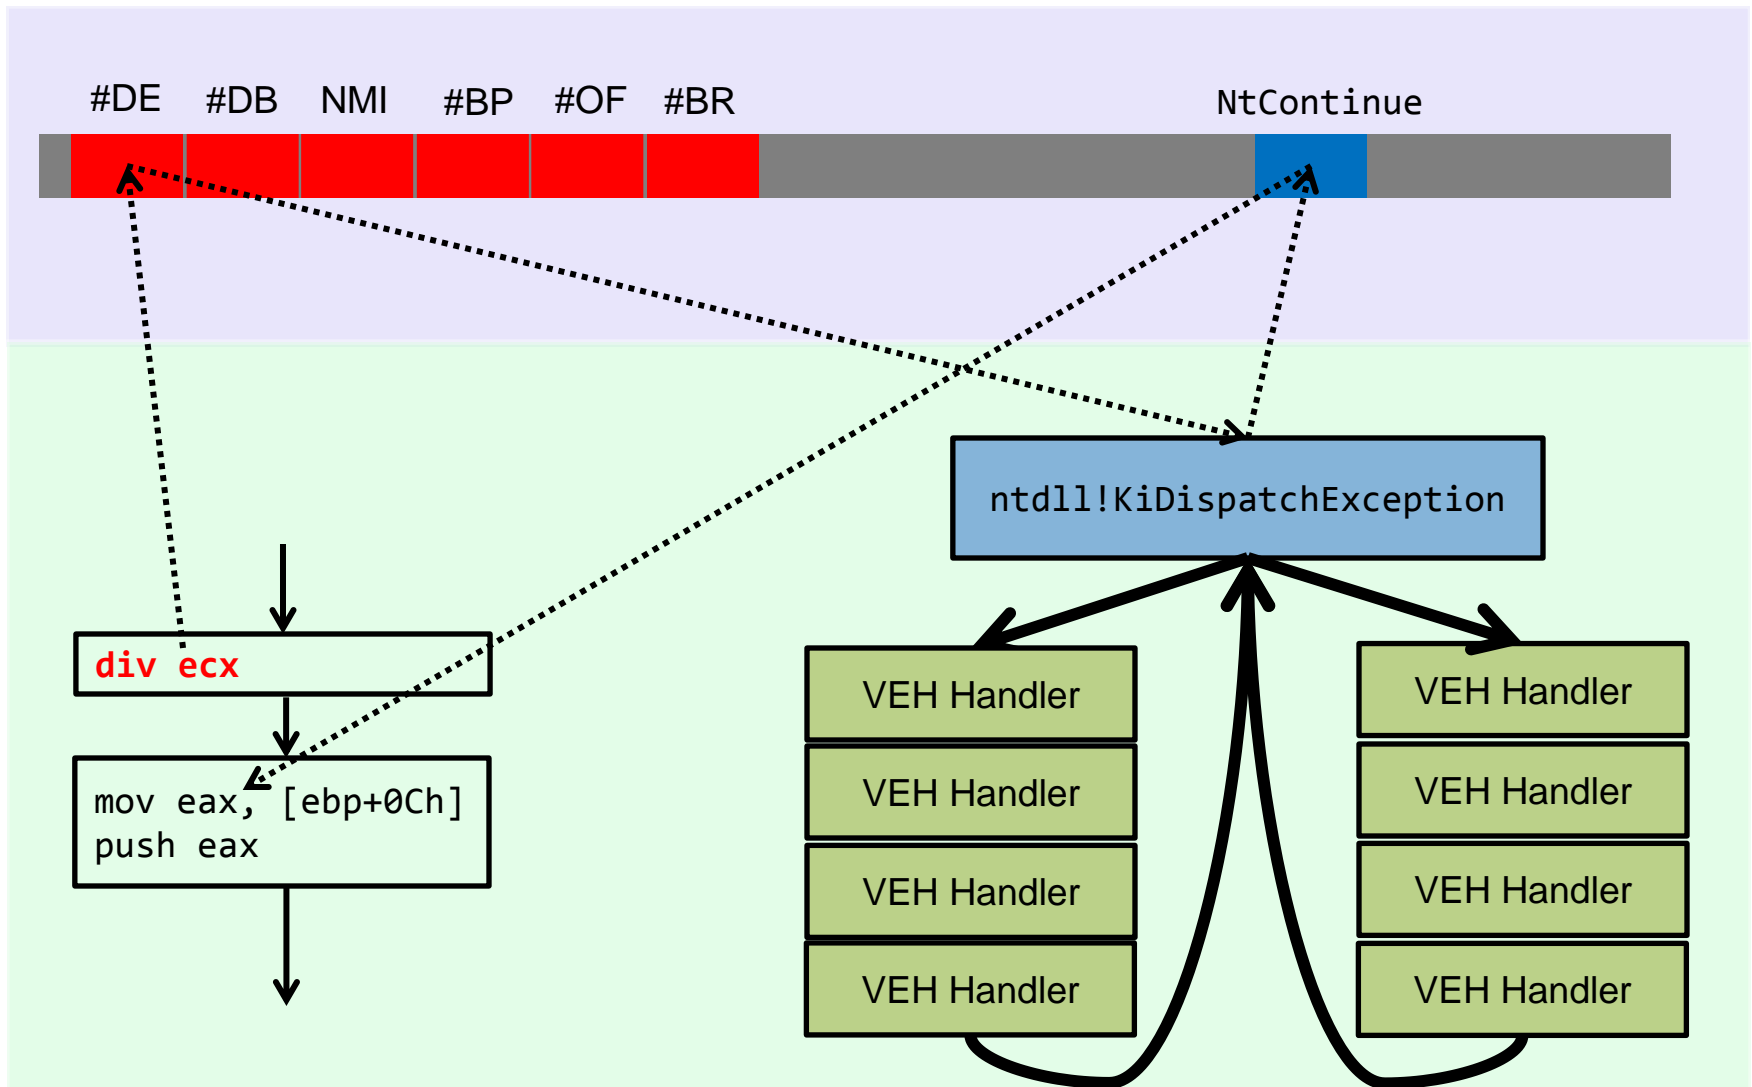 #DE #DB NMI #BP #OF #BR NtContinue
ntdll!KiDispatchException
div ecx
mov eax, [ebp+0Ch]
push eax
VEH Handler
VEH Handler
VEH Handler
VEH Handler
VEH Handler
VEH Handler
VEH Handler
VEH Handler